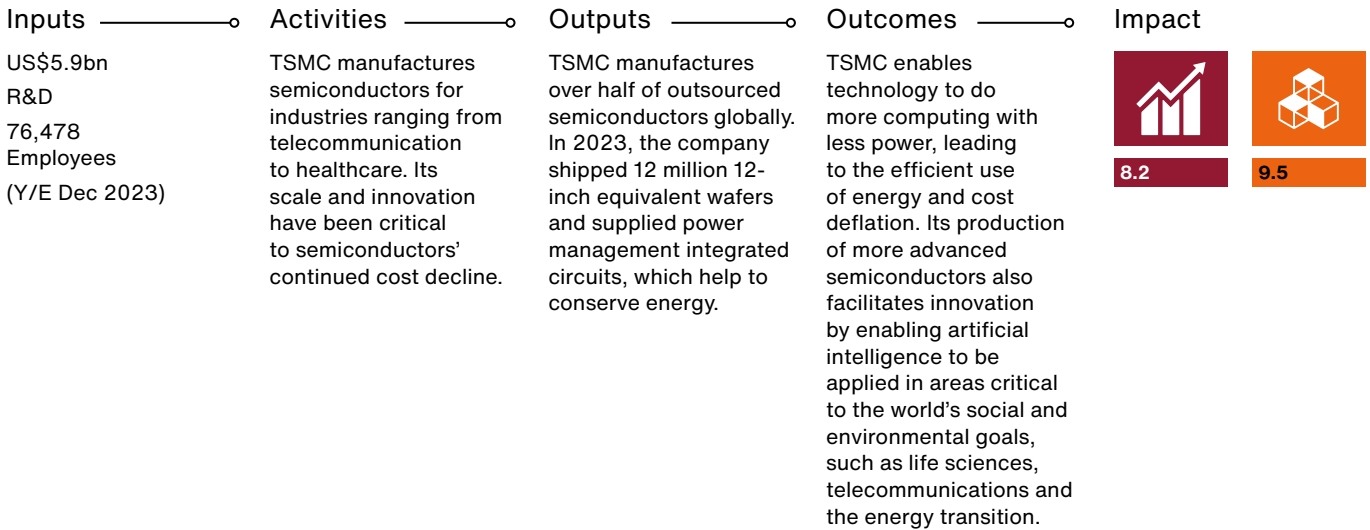 Inputs
US$5.9bn
R&D
76,478
Employees
(Y/E Dec 2023)
Activities
TSMC manufactures
semiconductors for
industries ranging from
telecommunication
to healthcare. Its
scale and innovation
have been critical
to semiconductors'
continued cost decline.
Outputs
TSMC manufactures
over half of outsourced
semiconductors globally.
In 2023, the company
shipped 12 million 12-
inch equivalent wafers
and supplied power
management integrated
circuits, which help to
conserve energy.
Outcomes
TSMC enables
technology to do
more computing with
less power, leading
to the efficient use
of energy and cost
deflation. Its production
of more advanced
semiconductors also
facilitates innovation
by enabling artificial
intelligence to be
applied in areas critical
to the world's social and
environmental goals,
such as life sciences,
telecommunications and
the energy transition.
Impact
8.2
9.5